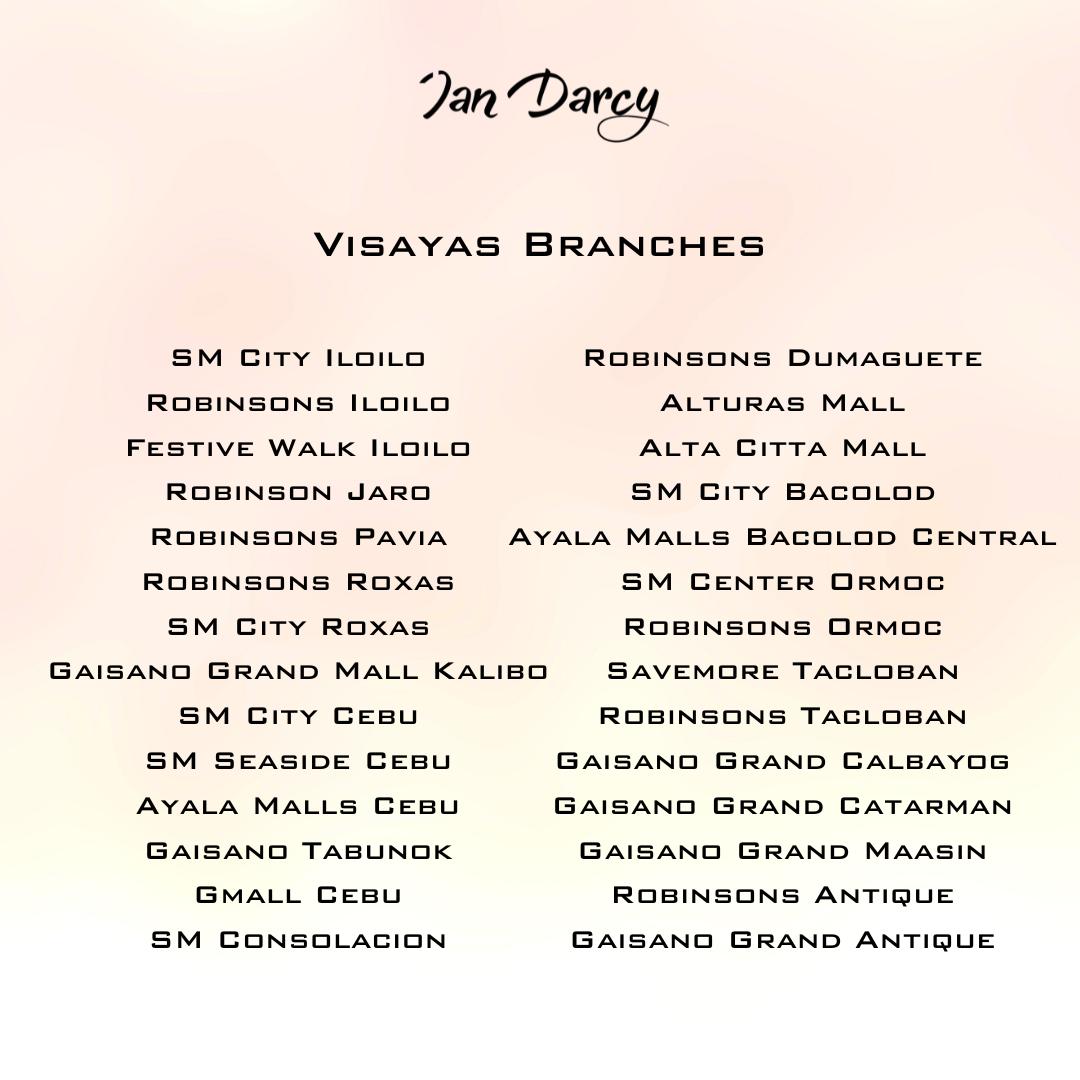 Ian Darcy
Visayas Branches
SM City Iloilo
Robinsons Iloilo
Festive Walk Iloilo
Robinson Jaro
Robinsons Pavia
Robinsons Roxas
SM City Roxas
Gaisano Grand Mall Kalibo
SM City Cebu
SM Seaside Cebu
Ayala Malls Cebu
Gaisano Tabunok
Gmall Cebu
SM Consolacion
Robinsons Dumaguete
Alturas Mall
Alta Citta Mall
SM City Bacolod
Ayala Malls Bacolod Central
SM Center Ormoc
Robinsons Ormoc
Savemore Tacloban
Robinsons Tacloban
Gaisano Grand Calbayog
Gaisano Grand Catarman
Gaisano Grand Maasin
Robinsons Antique
Gaisano Grand Antique